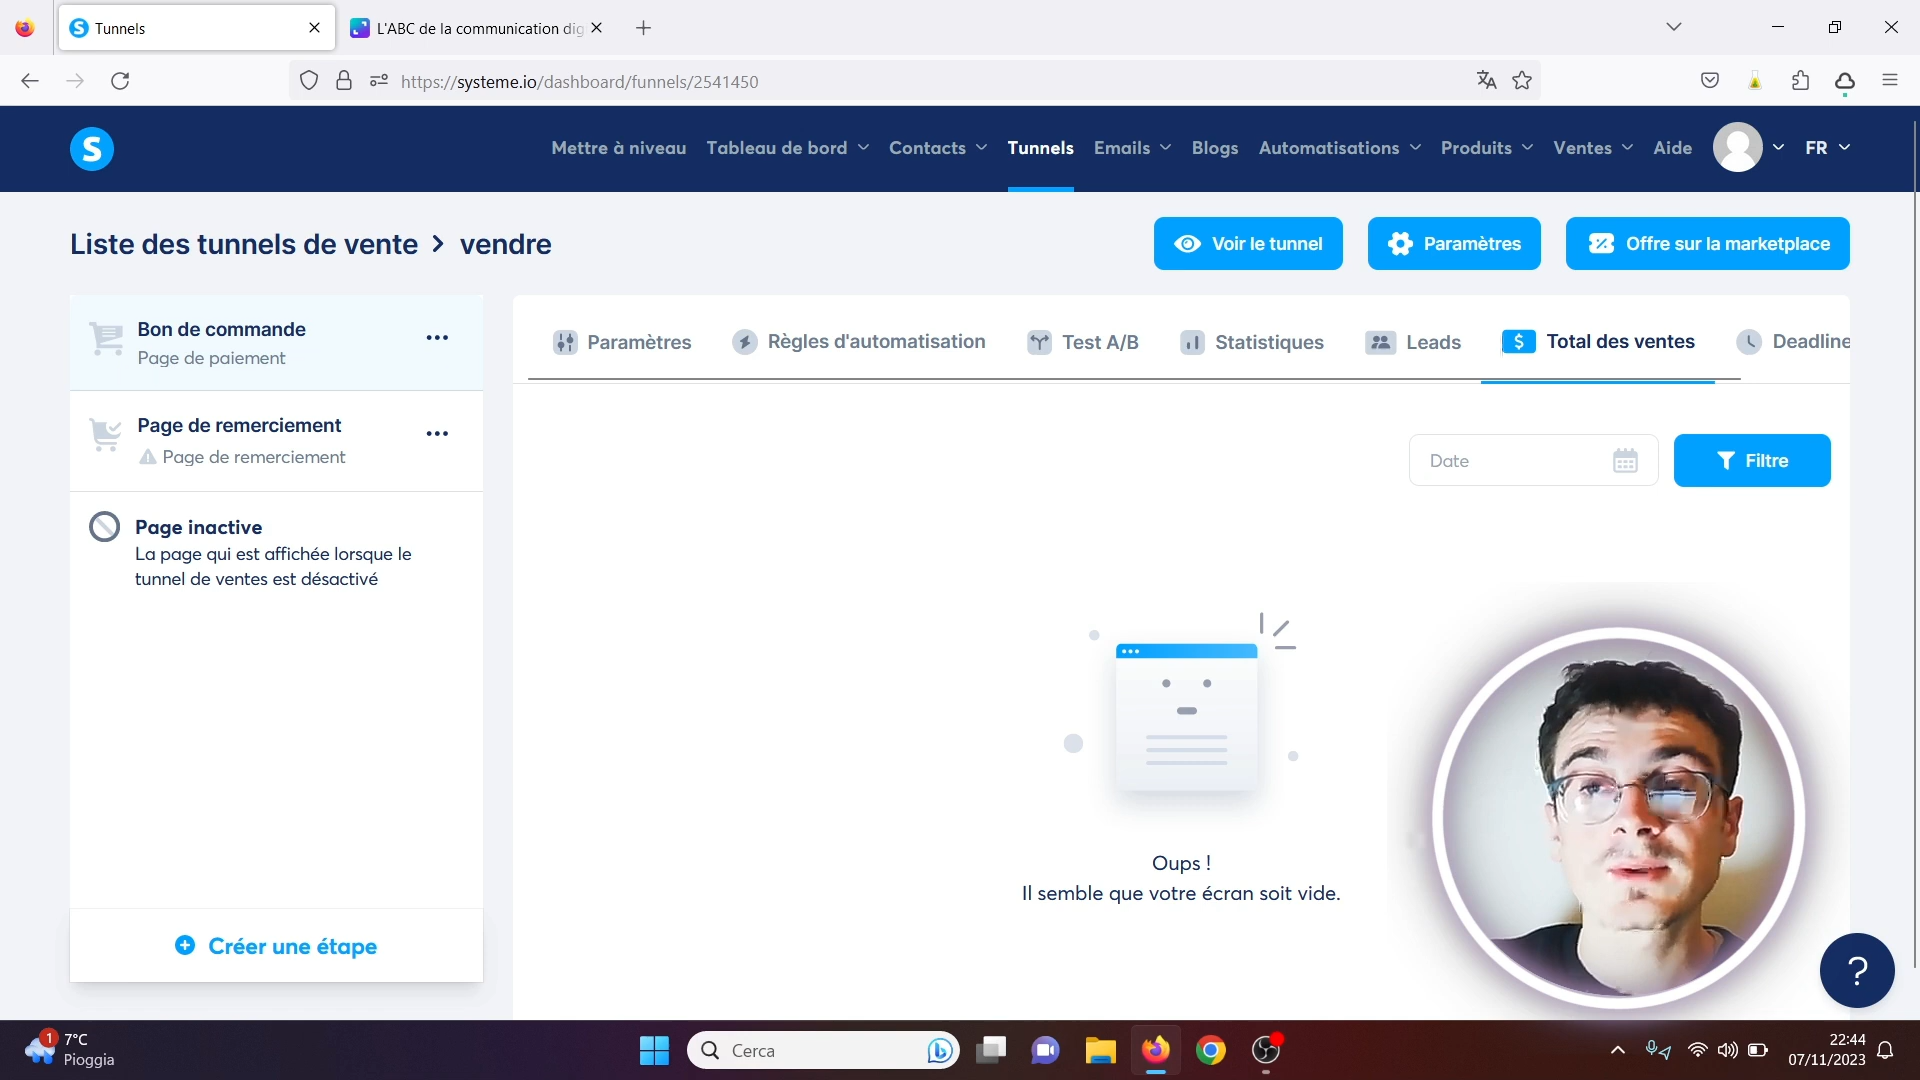 Tunnels
L'ABC de la communication dig
https://systeme.io/dashboard/funnels/2541450
S
Mettre à niveau
Tableau de bord
Contacts
Tunnels
Emails
Blogs
Automatisations
Produits
Ventes
Aide
FR
Liste des tunnels de vente > vendre
Voir le tunnel
Paramètres
Offre sur la marketplace
Bon de commande
Page de paiement
Page de remerciement
Page de remerciement
Page inactive
La page qui est affichée lorsque le
tunnel de ventes est désactivé
Créer une étape
Paramètres
Règles d'automatisation
Test A/B
Statistiques
Leads
Total des ventes
Deadline
Date
Filtre
Oups !
Il semble que votre écran soit vide.
?
1
7°C
Pioggia
Cerca
22:44
07/11/2023